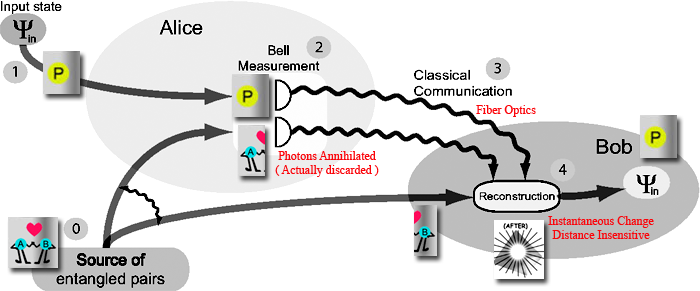 Input state
Ψin
1
P
Alice
2
Bell
Measurement
P
A
Photons Annihilated
( Actually discarded )
3
Classical
Communication
Fiber Optics
Bob
P
4
Reconstruction
Ψin
B
(AFTER)
Instantaneous Change
Distance Insensitive
0
A B
Source of
entangled pairs